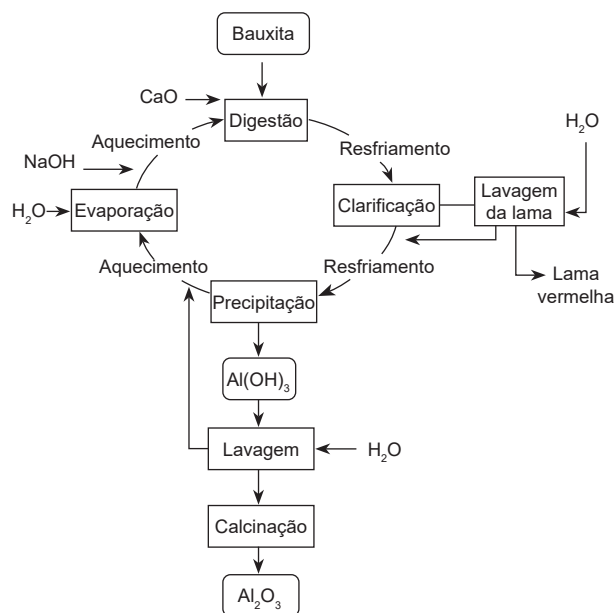 Bauxita
CaO
Digestão
Aquecimento
Resfriamento
H₂O
NaOH
H₂O
Evaporação
Clarificação
Lavagem
da lama
Aquecimento
Resfriamento
Lama
vermelha
Precipitação
Al(OH)₃
Lavagem
H₂O
Calcinação
Al₂O₃